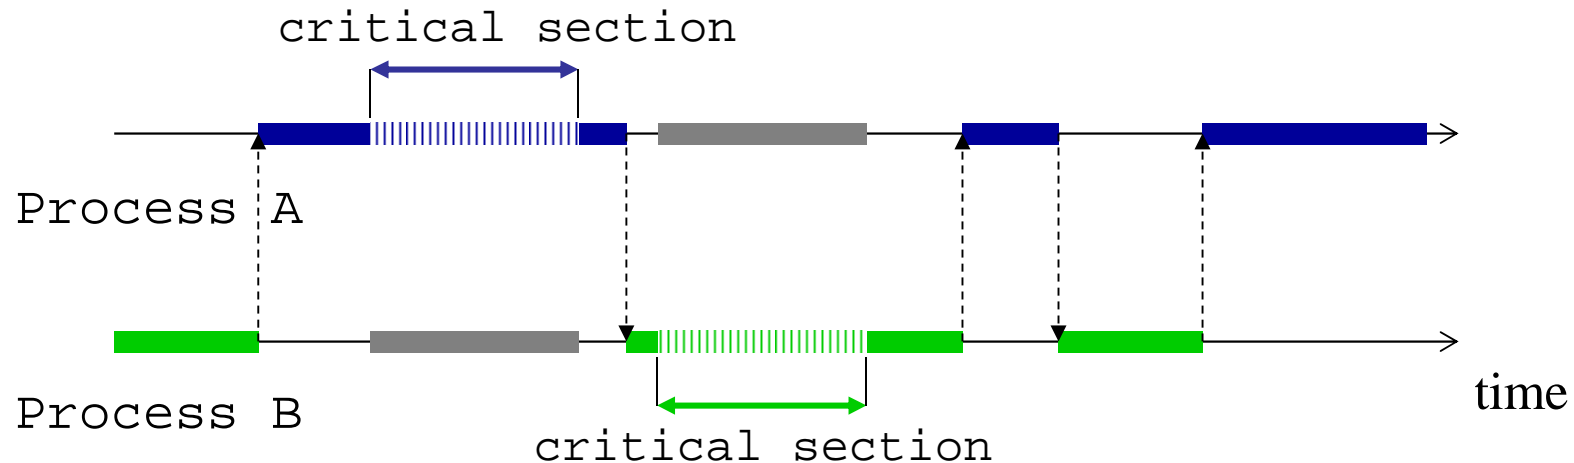 critical section
Process A
Process B
time
critical section